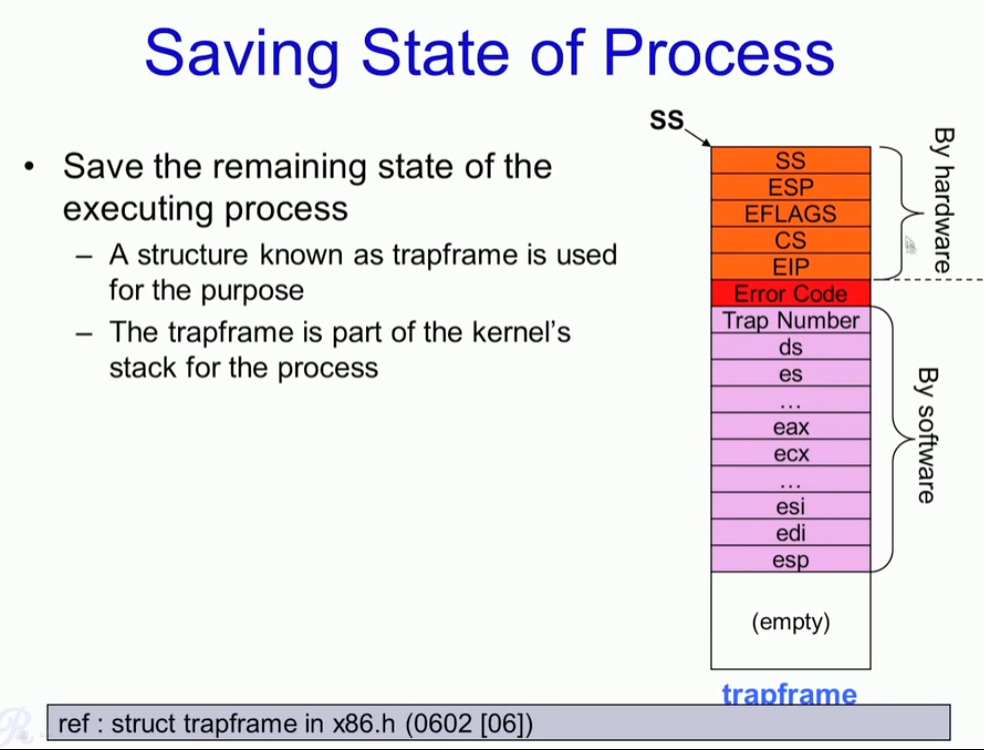 Saving State of Process
• Save the remaining state of the
executing process
– A structure known as trapframe is used
for the purpose
– The trapframe is part of the kernel's
stack for the process
SS
SS
ESP
EFLAGS
CS
EIP
Error Code
Trap Number
ds
es
...
eax
ecx
...
esi
edi
esp
(empty)
trapframe
By hardware
By software
ref : struct trapframe in x86.h (0602 [06])